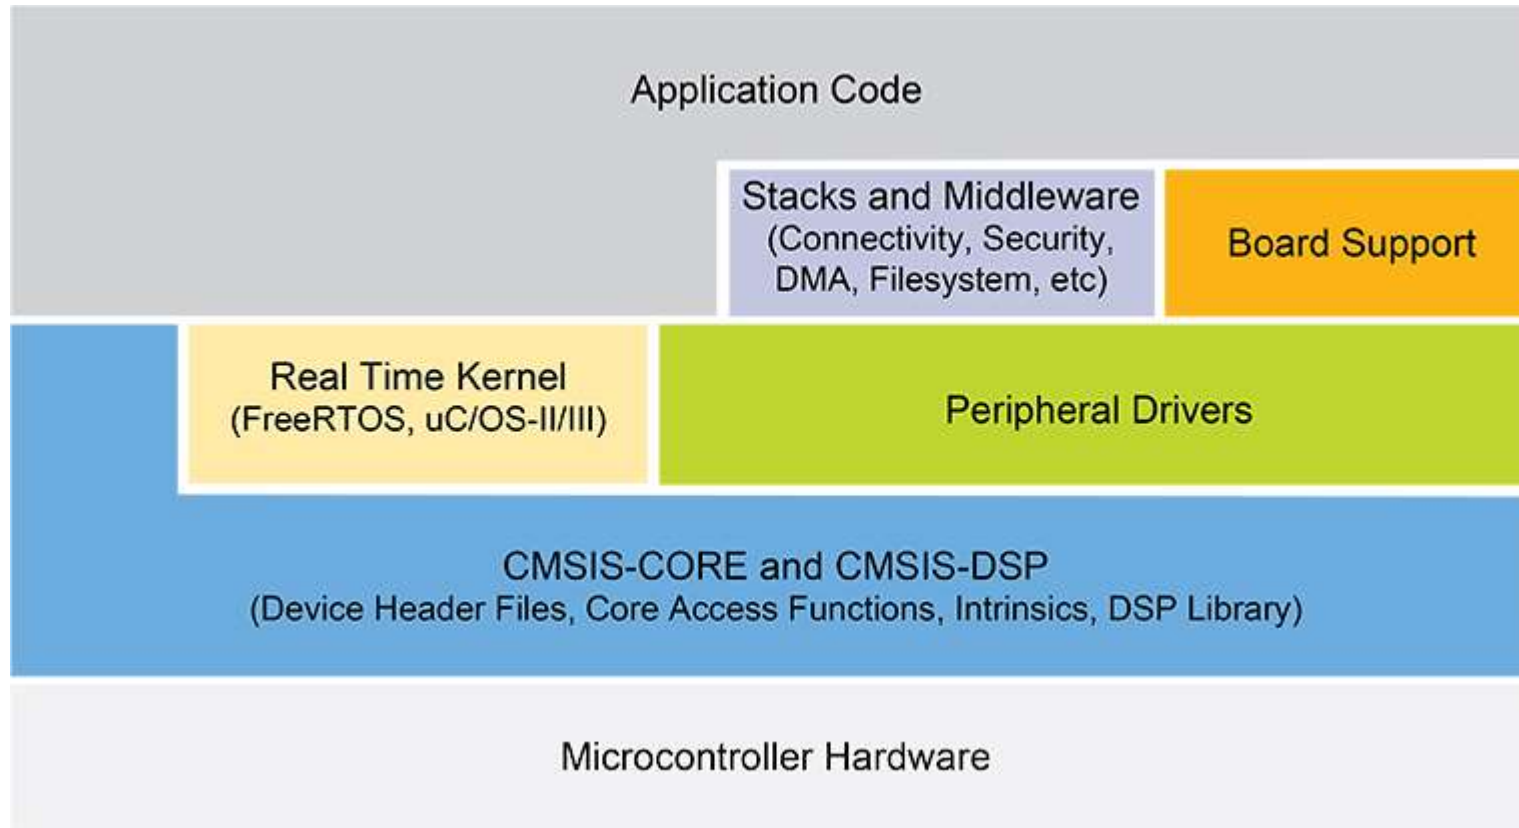 Application Code
Stacks and Middleware
(Connectivity, Security,
DMA, Filesystem, etc)
Board Support
Real Time Kernel
(FreeRTOS, uC/OS-II/III)
Peripheral Drivers
CMSIS-CORE and CMSIS-DSP
(Device Header Files, Core Access Functions, Intrinsics, DSP Library)
Microcontroller Hardware